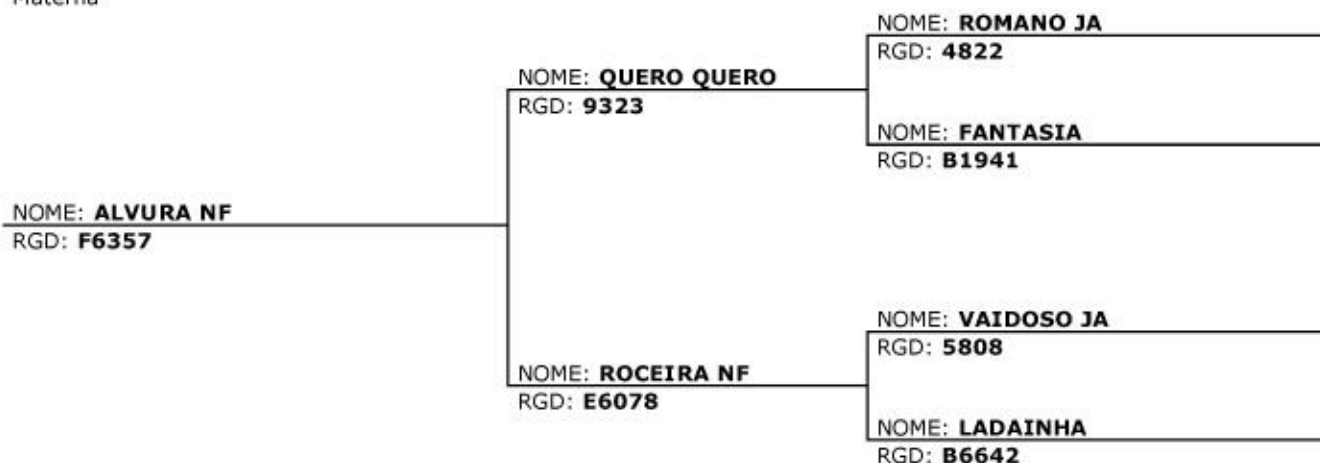 Materna
NOME: ROMANO JA
RGD: 4822
NOME: QUERO QUERO
RGD: 9323
NOME: FANTASIA
RGD: B1941
NOME: ALVURA NF
RGD: F6357
NOME: VAIDOSO JA
RGD: 5808
NOME: ROCEIRA NF
RGD: E6078
NOME: LADAINHA
RGD: B6642